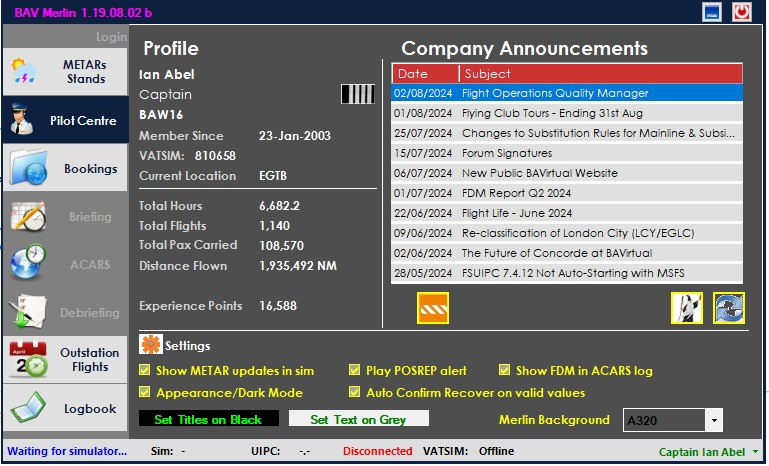 BAV Merlin 1.19.08.02 b
Login
METARs
Stands
Pilot Centre
Bookings
Briefing
ACARS
Debriefing
April
2
Outstation
Flights
Logbook
Profile
Ian Abel
Captain
BAW16
Member Since 23-Jan-2003
VATSIM: 810658
Current Location EGTB
Total Hours 6,682.2
Total Flights 1,140
Total Pax Carried 108,570
Distance Flown 1,935,492 NM
Experience Points 16,588
Company Announcements
Date Subject
02/08/2024 Flight Operations Quality Manager
01/08/2024 Flying Club Tours - Ending 31st Aug
25/07/2024 Changes to Substitution Rules for Mainline & Subsi...
15/07/2024 Forum Signatures
06/07/2024 New Public BAVirtual Website
01/07/2024 FDM Report Q2 2024
22/06/2024 Flight Life - June 2024
09/06/2024 Re-classification of London City (LCY/EGLC)
02/06/2024 The Future of Concorde at BAVirtual
28/05/2024 FSUIPC 7.4.12 Not Auto-Starting with MSFS
Settings
Show METAR updates in sim Play POSREP alert Show FDM in ACARS log
Appearance/Dark Mode Auto Confirm Recover on valid values
Set Titles on Black Set Text on Grey Merlin Background A320
Waiting for simulator... Sim: - UIPC: -.- Disconnected VATSIM: Offline Captain Ian Abel